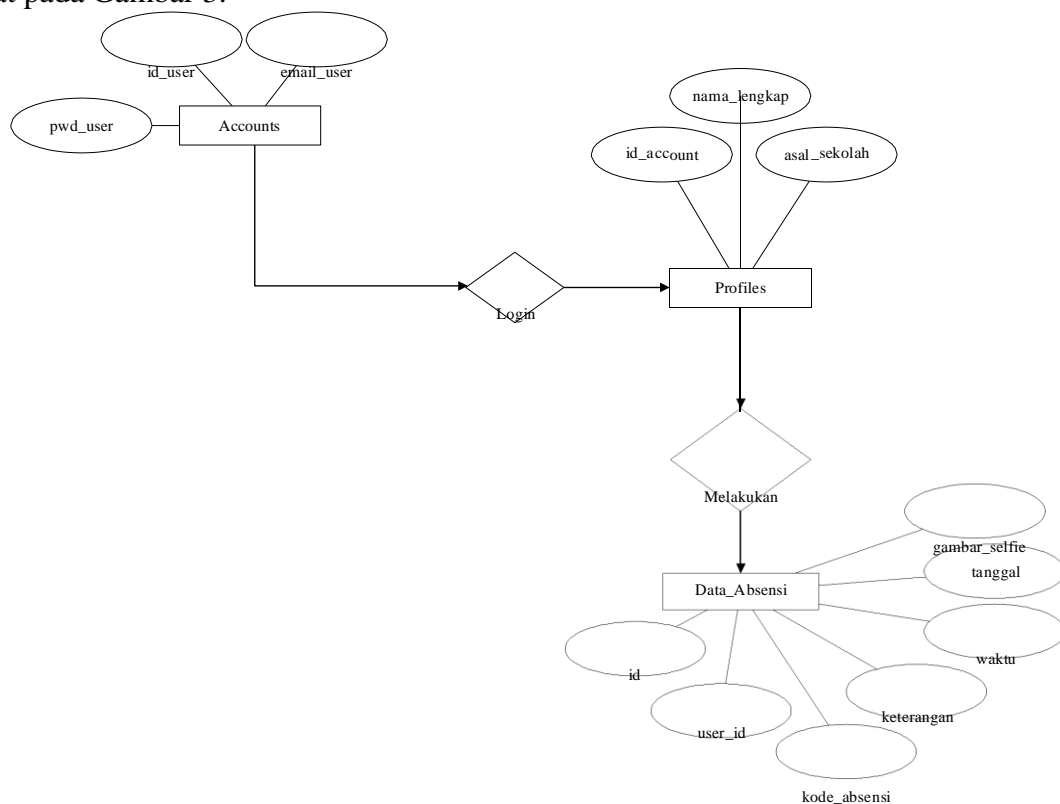 at pada Gambar 3.
id_user
email_user
pwd_user
Accounts
nama_lengkap
id_account
asal_sekolah
Login
Profiles
Melakukan
gambar_selfie
tanggal
Data_Absensi
waktu
id
keterangan
user_id
kode_absensi